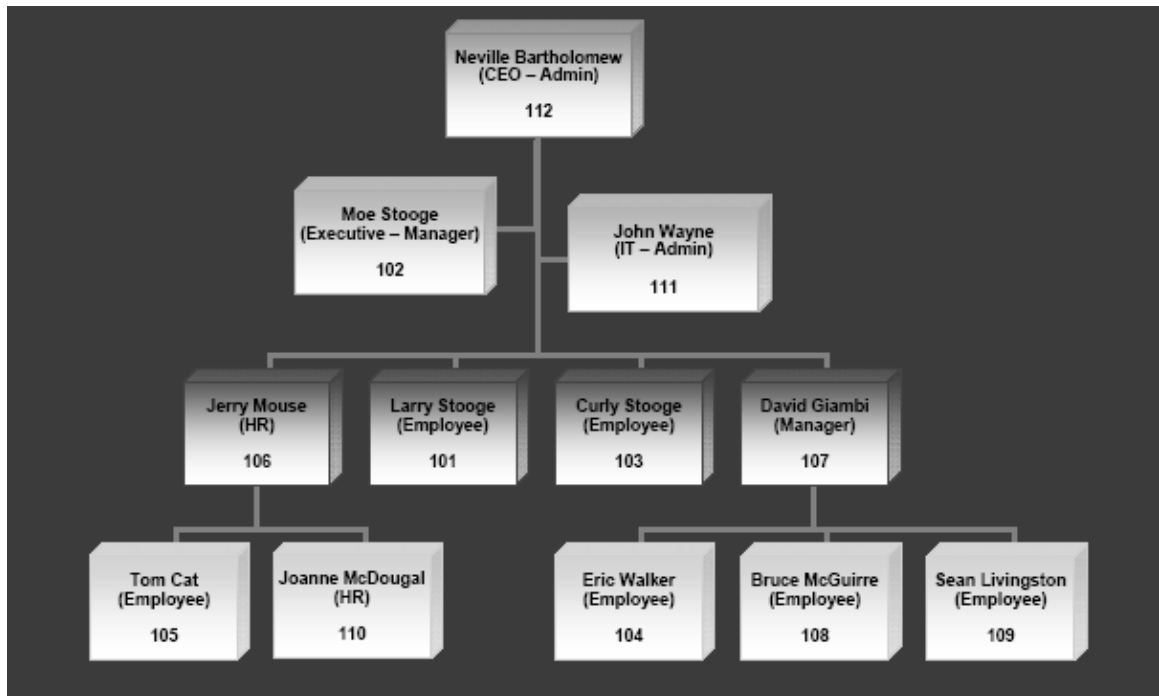 Neville Bartholomew
(CEO – Admin)
112
Moe Stooge
(Executive – Manager)
102
John Wayne
(IT – Admin)
111
Jerry Mouse
(HR)
106
Larry Stooge
(Employee)
101
Curly Stooge
(Employee)
103
David Giambi
(Manager)
107
Tom Cat
(Employee)
105
Joanne McDougal
(HR)
110
Eric Walker
(Employee)
104
Bruce McGuirre
(Employee)
108
Sean Livingston
(Employee)
109